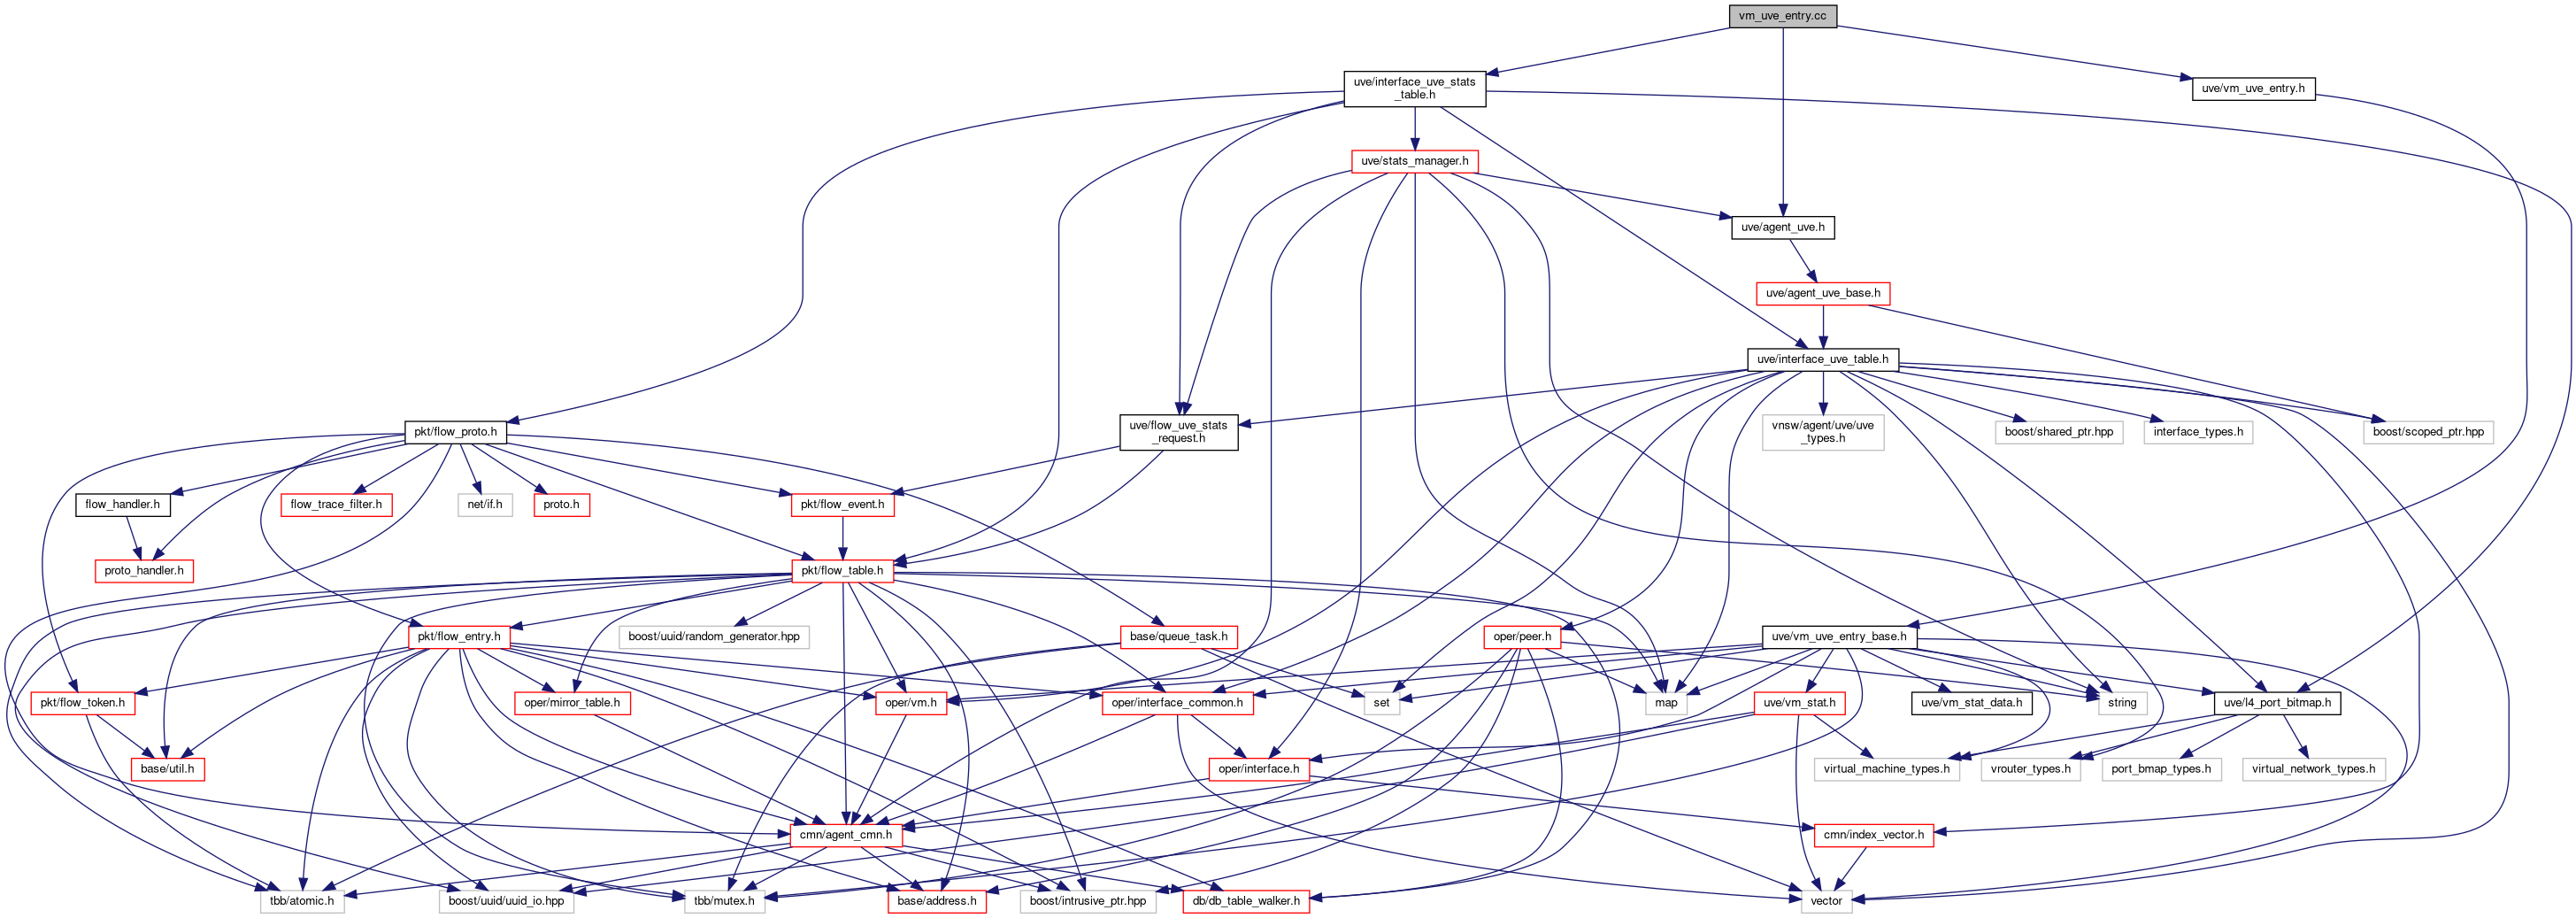 vm_uve_entry.cc
uve/interface_uve_stats
_table.h
uve/vm_uve_entry.h
uve/stats_manager.h
uve/agent_uve.h
uve/agent_uve_base.h
uve/interface_uve_table.h
pkt/flow_proto.h
uve/flow_uve_stats
_request.h
vnsw/agent/uve/uve
_types.h
boost/shared_ptr.hpp
interface_types.h
boost/scoped_ptr.hpp
flow_handler.h
flow_trace_filter.h
net/if.h
proto.h
pkt/flow_event.h
proto_handler.h
pkt/flow_table.h
pkt/flow_entry.h
boost/uuid/random_generator.hpp
base/queue_task.h
oper/peer.h
uve/vm_uve_entry_base.h
pkt/flow_token.h
oper/mirror_table.h
oper/vm.h
oper/interface_common.h
set
map
uve/vm_stat.h
uve/vm_stat_data.h
string
uve/l4_port_bitmap.h
base/util.h
oper/interface.h
virtual_machine_types.h
vrouter_types.h
port_bmap_types.h
virtual_network_types.h
cmn/agent_cmn.h
cmn/index_vector.h
tbb/atomic.h
boost/uuid/uuid_io.hpp
tbb/mutex.h
base/address.h
boost/intrusive_ptr.hpp
db/db_table_walker.h
vector